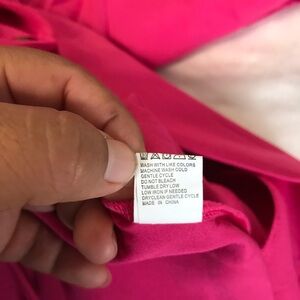 WASH WITH LIKE COLORS
MACHINE WASH COLD
GENTLE CYCLE
DO NOT BLEACH
TUMBLE DRY LOW
LOW IRON IF NEEDED
DRYCLEAN GENTLE CYCLE
MADE IN CHINA